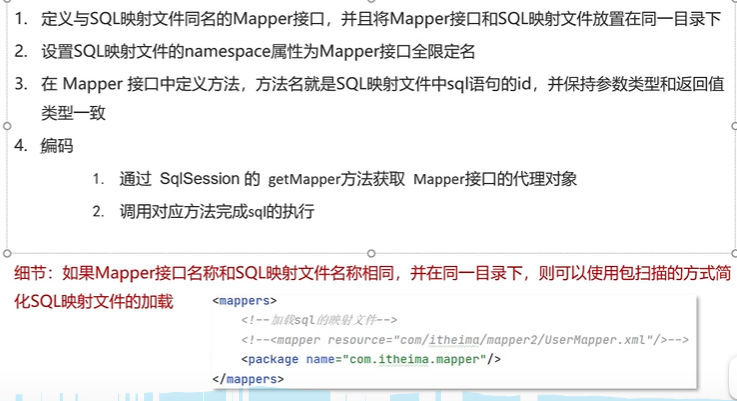 1. 定义与SQL映射文件同名的Mapper接口，并且将Mapper接口和SQL映射文件放置在同一目录下
2. 设置SQL映射文件的namespace属性为Mapper接口全限定名
3. 在 Mapper 接口中定义方法，方法名就是SQL映射文件中sql语句的id，并保持参数类型和返回值
类型一致
4. 编码
1. 通过 SqlSession 的 getMapper方法获取 Mapper接口的代理对象
2. 调用对应方法完成sql的执行
细节：如果Mapper接口名称和SQL映射文件名称相同，并在同一目录下，则可以使用包扫描的方式简
化SQL映射文件的加载
<mappers>
<!--加载sql的映射文件-->
<!--<mapper resource="com/itheima/mapper2/UserMapper.xml"/>-->
<package name="com.itheima.mapper"/>
</mappers>